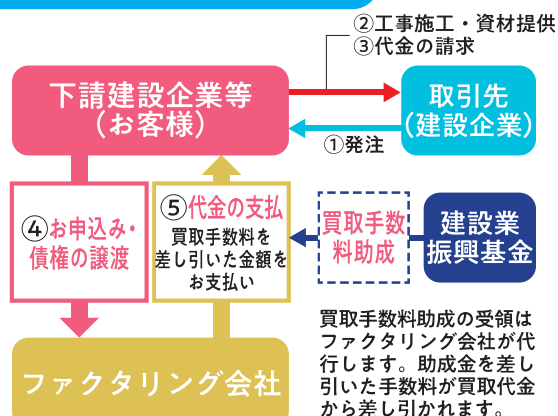 ②工事施工・資材提供
③代金の請求
下請建設企業等
（お客様）
取引先
（建設企業）
①発注
④お申込み・
債権の譲渡
⑤代金の支払
買取手数料を
差し引いた金額を
お支払い
買取手数
料助成
建設業
振興基金
ファクタリング会社
買取手数料助成の受領は
ファクタリング会社が代
行します。助成金を差し
引いた手数料が買取代金
から差し引かれます。